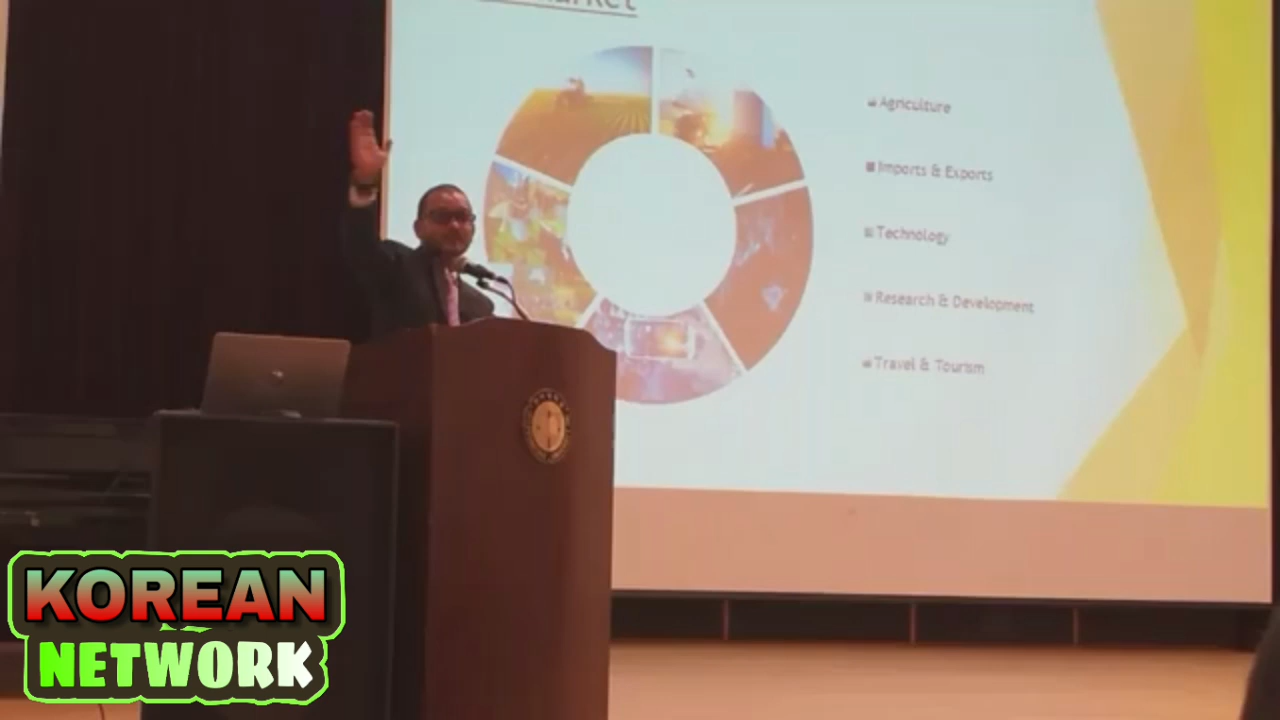 Agriculture
Imports & Exports
Technology
Research & Development
Travel & Tourism
KOREAN
NETWORK